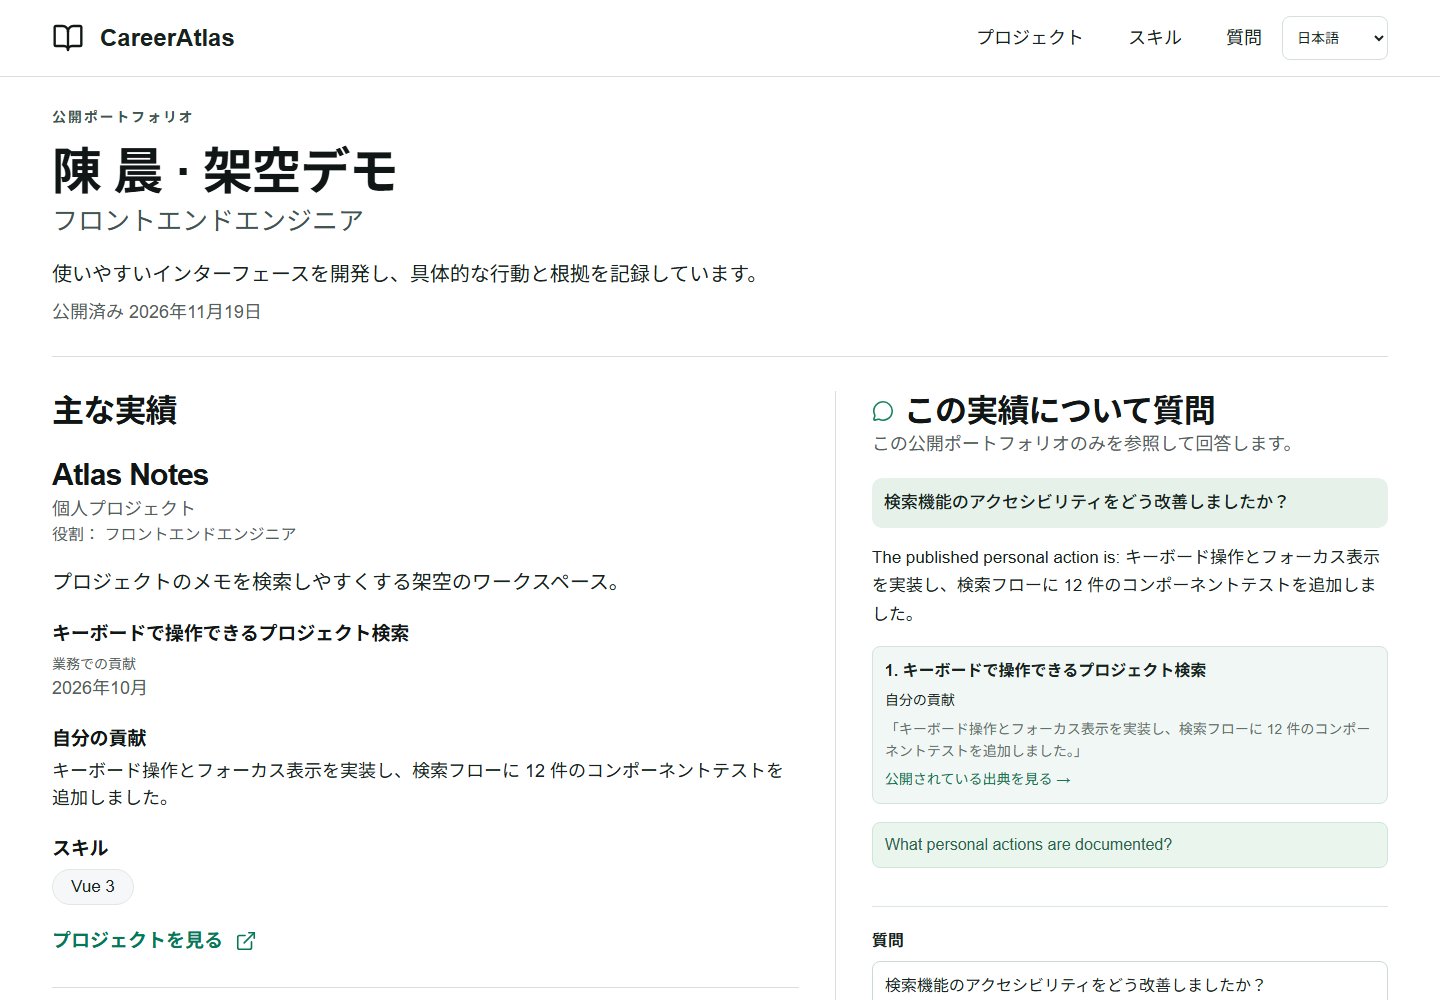 CareerAtlas
プロジェクト
スキル
質問
日本語
公開ポートフォリオ
陳 晨 · 架空デモ
フロントエンドエンジニア
使いやすいインターフェースを開発し、具体的な行動と根拠を記録しています。
公開済み 2026年11月19日
主な実績
Atlas Notes
個人プロジェクト
役割： フロントエンドエンジニア
プロジェクトのメモを検索しやすくする架空のワークスペース。
キーボードで操作できるプロジェクト検索
業務での貢献
2026年10月
自分の貢献
キーボード操作とフォーカス表示を実装し、検索フローに 12 件のコンポーネントテストを
追加しました。
スキル
Vue 3
プロジェクトを見る
この実績について質問
この公開ポートフォリオのみを参照して回答します。
検索機能のアクセシビリティをどう改善しましたか？
The published personal action is: キーボード操作とフォーカス表示
を実装し、検索フローに 12 件のコンポーネントテストを追加しま
した。
1. キーボードで操作できるプロジェクト検索
自分の貢献
「キーボード操作とフォーカス表示を実装し、検索フローに 12 件のコンポー
ネントテストを追加しました。」
公開されている出典を見る →
What personal actions are documented?
質問
検索機能のアクセシビリティをどう改善しましたか？